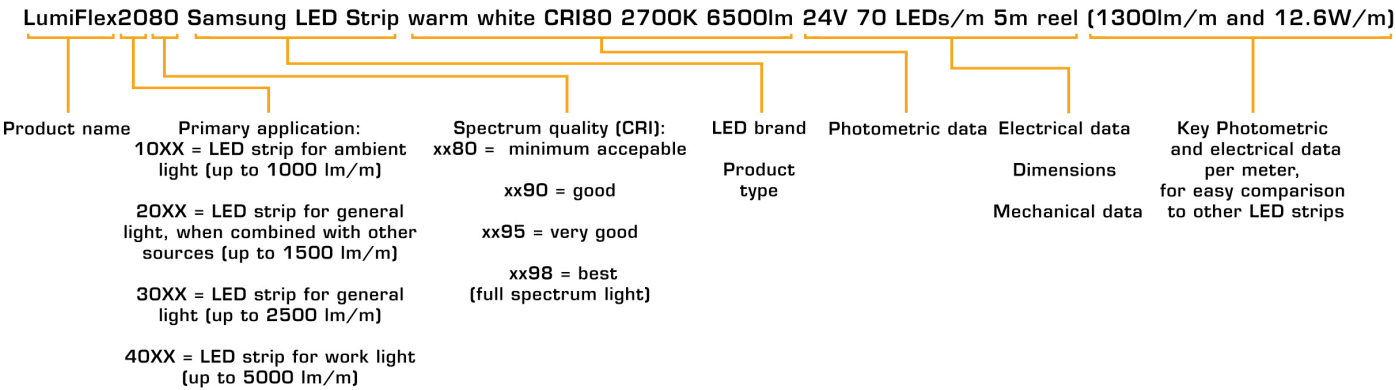 LumiFlex2080 Samsung LED Strip warm white CRI80 2700K 6500lm 24V 70 LEDs/m 5m reel (1300lm/m and 12.6W/m)
Product name
Primary application:
10XX = LED strip for ambient
light (up to 1000 lm/m)
20XX = LED strip for general
light, when combined with other
sources (up to 1500 lm/m)
30XX = LED strip for general
light (up to 2500 lm/m)
40XX = LED strip for work light
(up to 5000 lm/m)
Spectrum quality (CRI):
xx80 = minimum accepable
xx90 = good
xx95 = very good
xx98 = best
(full spectrum light)
LED brand
Product
type
Photometric data
Electrical data
Dimensions
Mechanical data
Key Photometric
and electrical data
per meter,
for easy comparison
to other LED strips